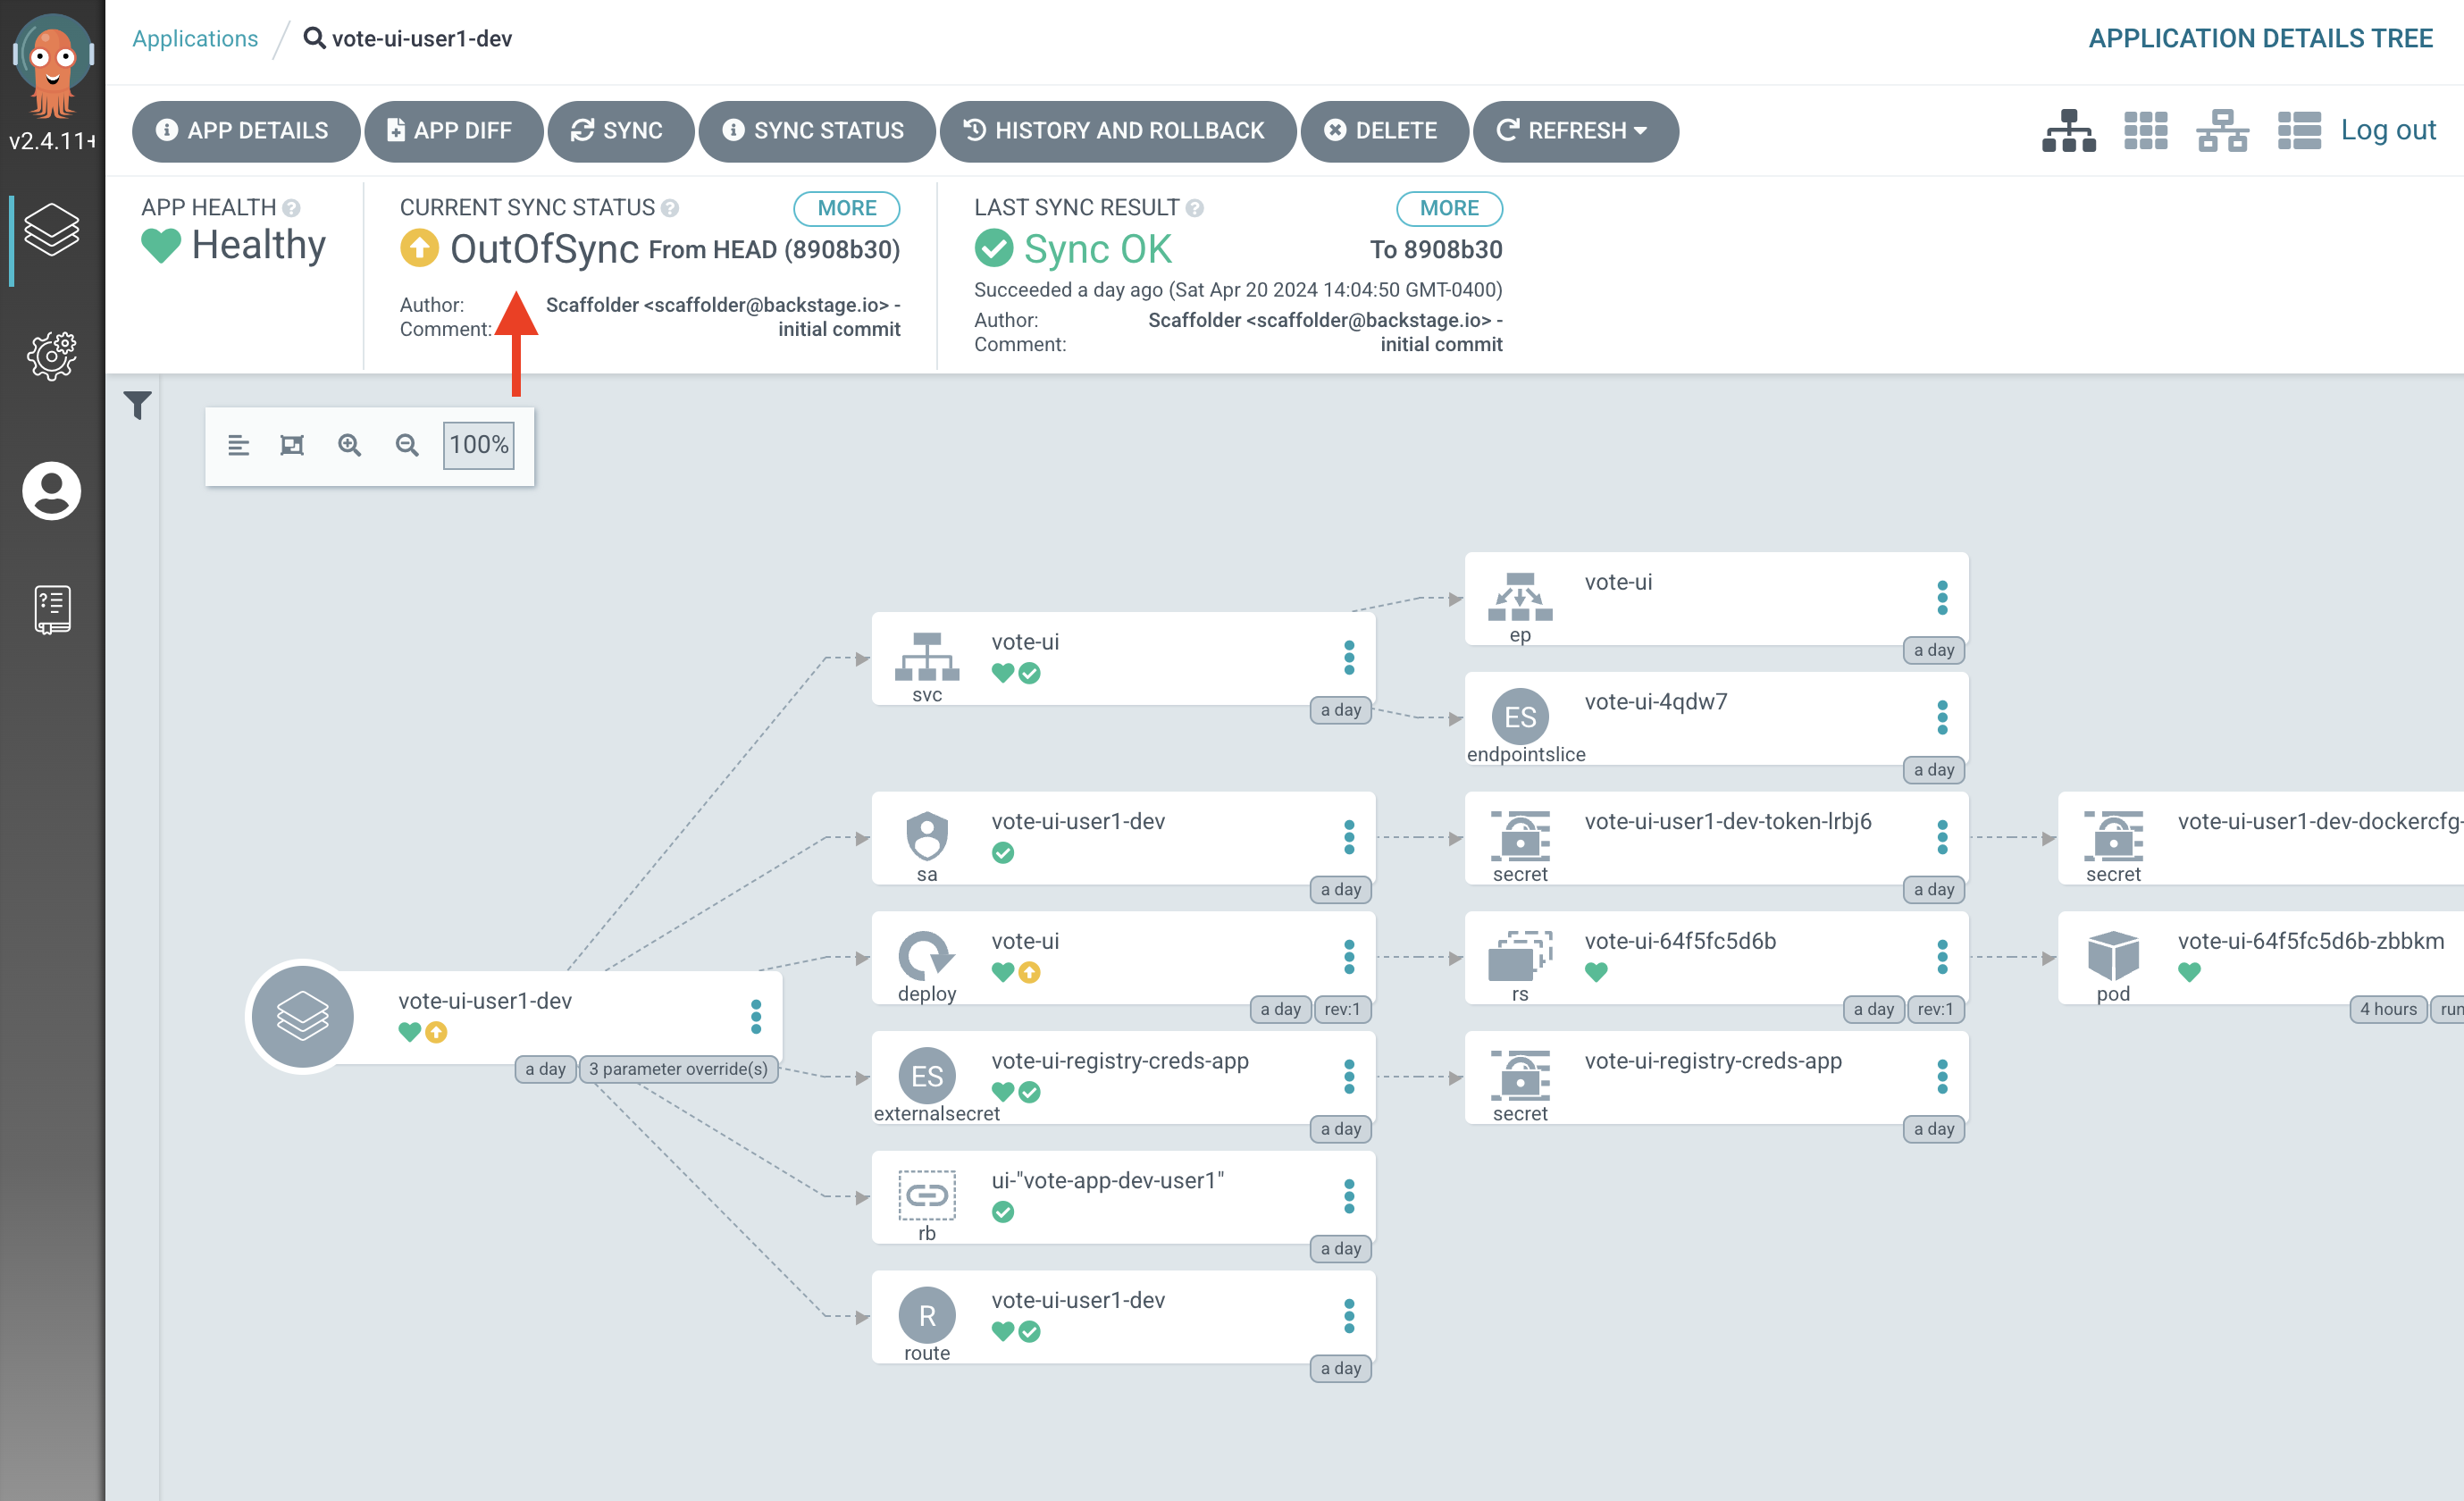 Applications / vote-ui-user1-dev
APPLICATION DETAILS TREE
v2.4.11+
APP DETAILS
APP DIFF
SYNC
SYNC STATUS
HISTORY AND ROLLBACK
DELETE
REFRESH
Log out
APP HEALTH
Healthy
CURRENT SYNC STATUS
MORE
OutOfSync From HEAD (8908b30)
Author: Scaffolder <scaffolder@backstage.io> -
Comment: initial commit
LAST SYNC RESULT
MORE
Sync OK To 8908b30
Succeeded a day ago (Sat Apr 20 2024 14:04:50 GMT-0400)
Author: Scaffolder <scaffolder@backstage.io> -
Comment: initial commit
100%
vote-ui
ep
a day
vote-ui
svc
a day
vote-ui-4qdw7
ES
endpointslice
a day
vote-ui-user1-dev
sa
a day
vote-ui-user1-dev-token-lrbj6
secret
a day
vote-ui-user1-dev-dockercfg-
secret
vote-ui
deploy
a day rev:1
vote-ui-64f5fc5d6b
rs
a day rev:1
vote-ui-64f5fc5d6b-zbbkm
pod
4 hours run
vote-ui-user1-dev
a day 3 parameter override(s)
vote-ui-registry-creds-app
ES
externalsecret
a day
vote-ui-registry-creds-app
secret
a day
ui-"vote-app-dev-user1"
rb
a day
vote-ui-user1-dev
R
route
a day